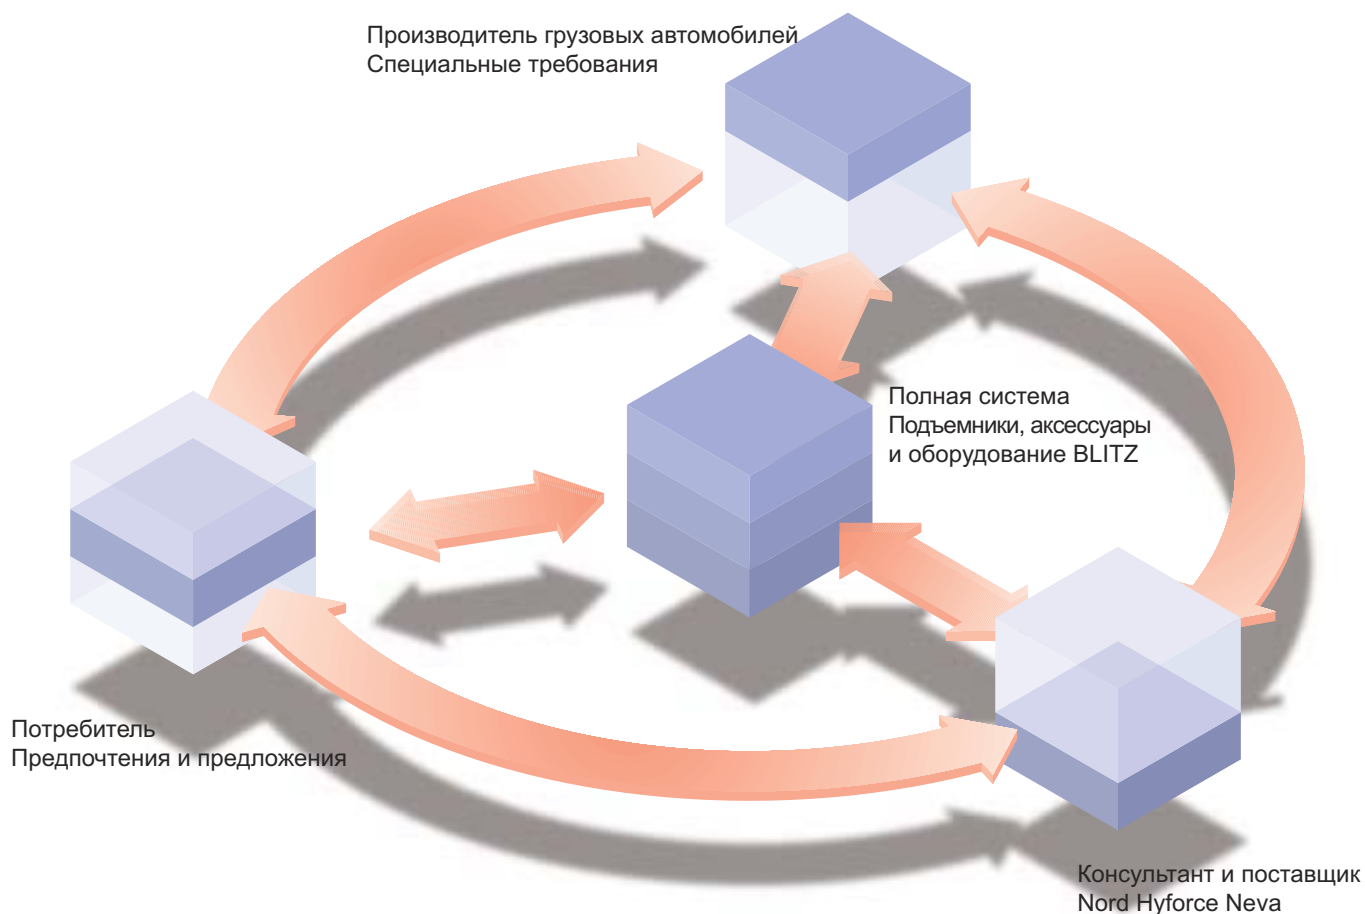 Производитель грузовых автомобилей
Специальные требования
Полная система
Подъемники, аксессуары
и оборудование BLITZ
Потребитель
Предпочтения и предложения
Консультант и поставщик
Nord Hyforce Neva